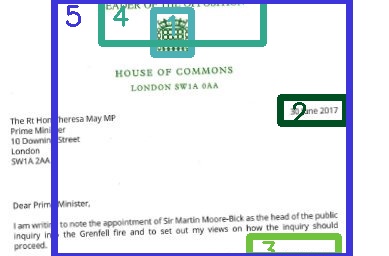 LEADER OF THE OPPOSITION
HOUSE OF COMMONS
LONDON SW1A 0AA
30 June 2017
The Rt Hon Theresa May MP
Prime Minister
10 Downing Street
London
SW1A 2AA
Dear Prime Minister,
I am writing to note the appointment of Sir Martin Moore-Bick as the head of the public
inquiry into the Grenfell fire and to set out my views on how the inquiry should
proceed.
5
4
1
2
3